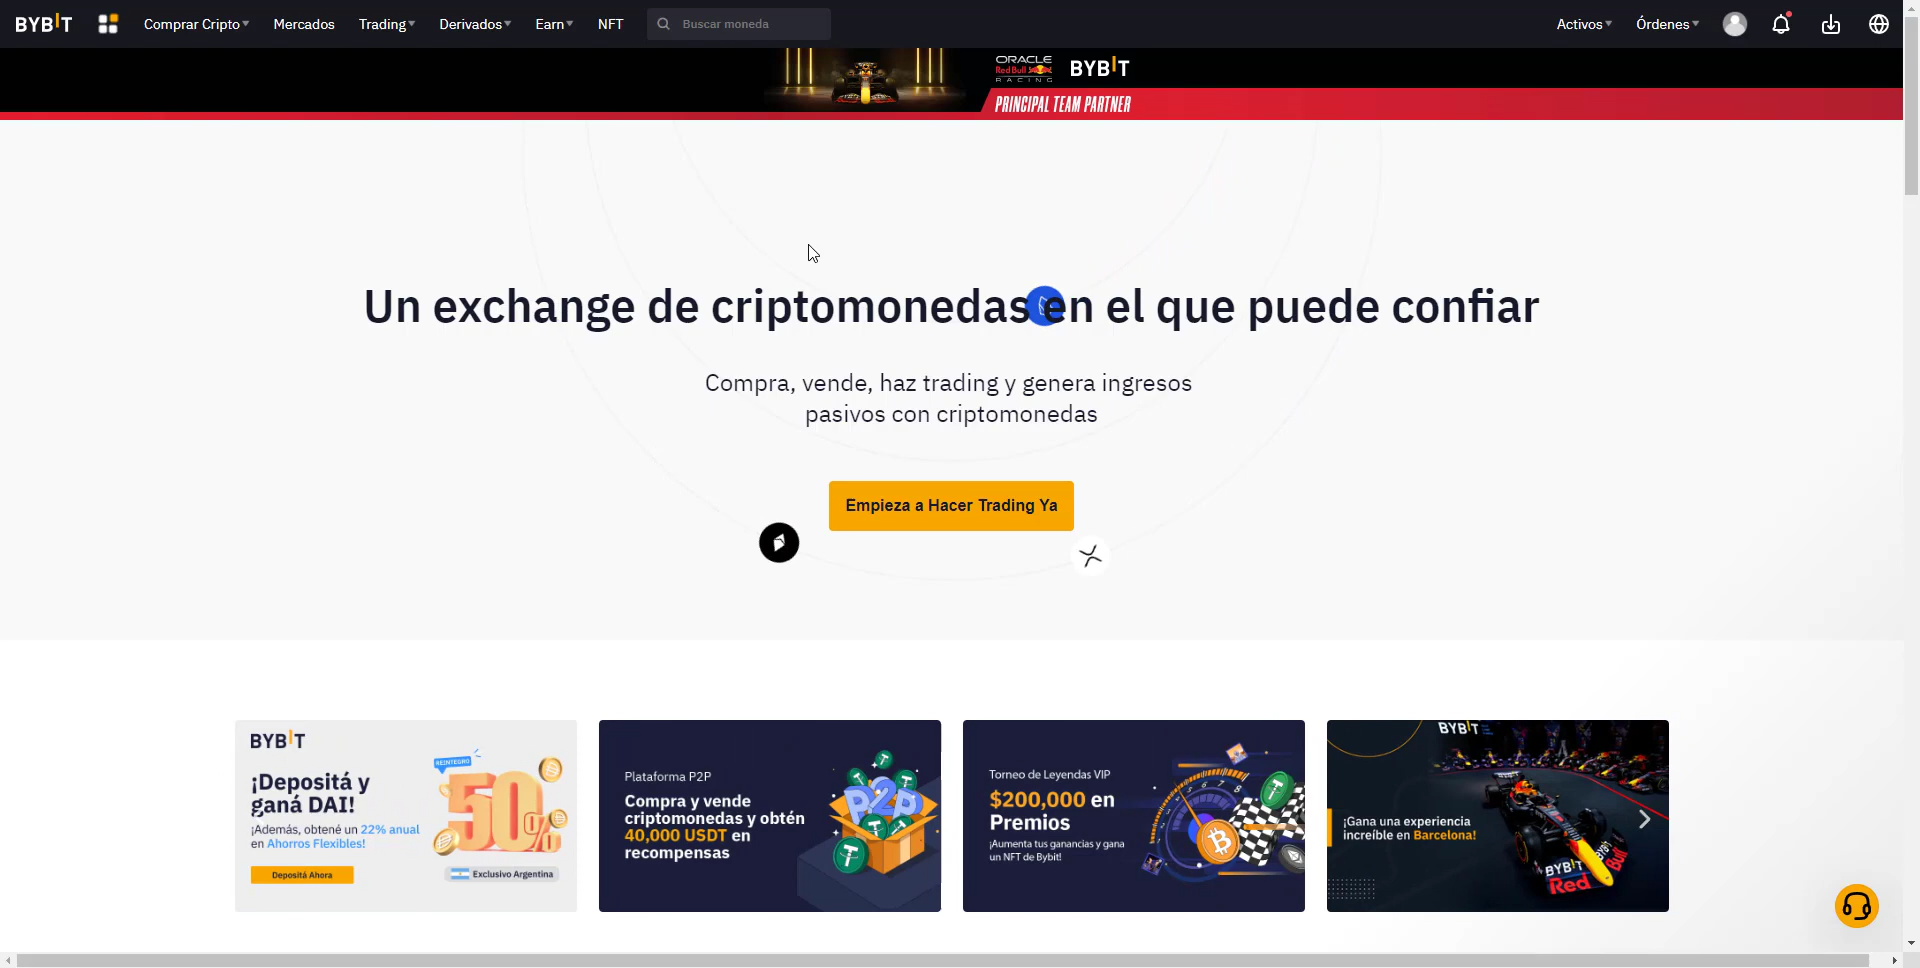 BYBIT
Comprar Cripto
Mercados
Trading
Derivados
Earn
NFT
Buscar moneda
Activos
Órdenes
ORACLE
Red Bull
RACING
BYBIT
PRINCIPAL TEAM PARTNER
Un exchange de criptomonedas en el que puede confiar
Compra, vende, haz trading y genera ingresos
pasivos con criptomonedas
Empieza a Hacer Trading Ya
BYBIT
¡Depositá y
ganá DAI!
¡Además, obtené un 22% anual
en Ahorros Flexibles!
Depositá Ahora
REINTEGRO
50%
Exclusivo Argentina
Plataforma P2P
Compra y vende
criptomonedas y obtén
40,000 USDT en
recompensas
P2P
Torneo de Leyendas VIP
$200,000 en
Premios
¡Aumenta tus ganancias y gana
un NFT de Bybit!
BYBIT
¡Gana una experiencia
increíble en Barcelona!
BYBIT
Red
Bull
BYBIT